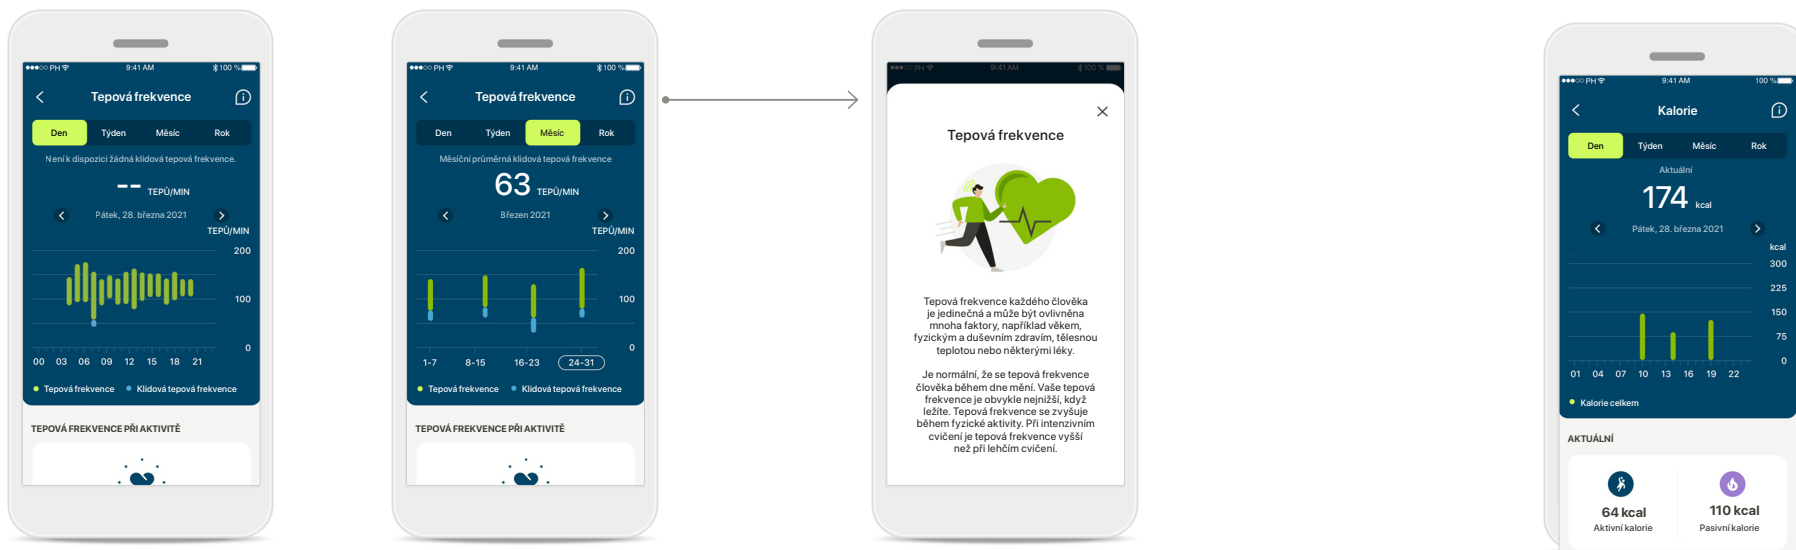 PH
9:41 AM
100 %
Tepová frekvence
Den
Týden
Měsíc
Rok
Není k dispozici žádná klidová tepová frekvence.
-- TEPŮ/MIN
Pátek, 28. března 2021
TEPŮ/MIN
200
100
0
00 03 06 09 12 15 18 21
Tepová frekvence
Klidová tepová frekvence
TEPOVÁ FREKVENCE PŘI AKTIVITĚ
PH
9:41 AM
100 %
Tepová frekvence
Den
Týden
Měsíc
Rok
Měsíční průměrná klidová tepová frekvence
63 TEPŮ/MIN
Březen 2021
TEPŮ/MIN
200
100
0
1-7 8-15 16-23 24-31
Tepová frekvence
Klidová tepová frekvence
TEPOVÁ FREKVENCE PŘI AKTIVITĚ
PH
9:41 AM
100 %
Tepová frekvence
Tepová frekvence každého člověka
je jedinečná a může být ovlivněna
mnoha faktory, například věkem,
fyzickým a duševním zdravím, tělesnou
teplotou nebo některými léky.
Je normální, že se tepová frekvence
člověka během dne mění. Vaše tepová
frekvence je obvykle nejnižší, když
ležíte. Tepová frekvence se zvyšuje
během fyzické aktivity. Při intenzivním
cvičení je tepová frekvence vyšší
než při lehčím cvičení.
PH
9:41 AM
100 %
Kalorie
Den
Týden
Měsíc
Rok
Aktuální
174 kcal
Pátek, 28. března 2021
kcal
300
225
150
75
0
01 04 07 10 13 16 19 22
Kalorie celkem
AKTUÁLNÍ
64 kcal
Aktivní kalorie
110 kcal
Pasivní kalorie